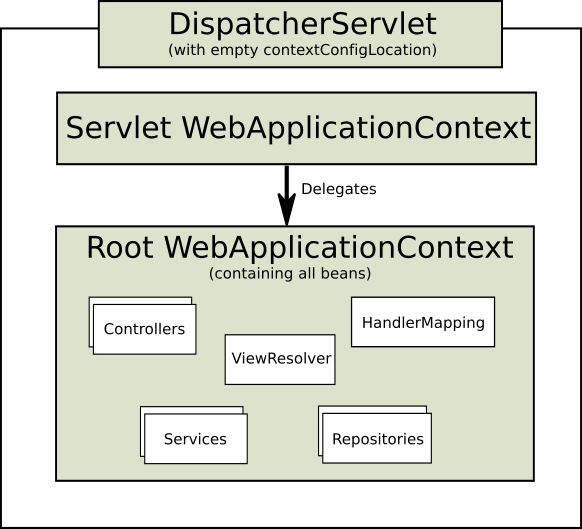 DispatcherServlet
(with empty contextConfigLocation)
Servlet WebApplicationContext
Delegates
Root WebApplicationContext
(containing all beans)
Controllers
HandlerMapping
ViewResolver
Services
Repositories